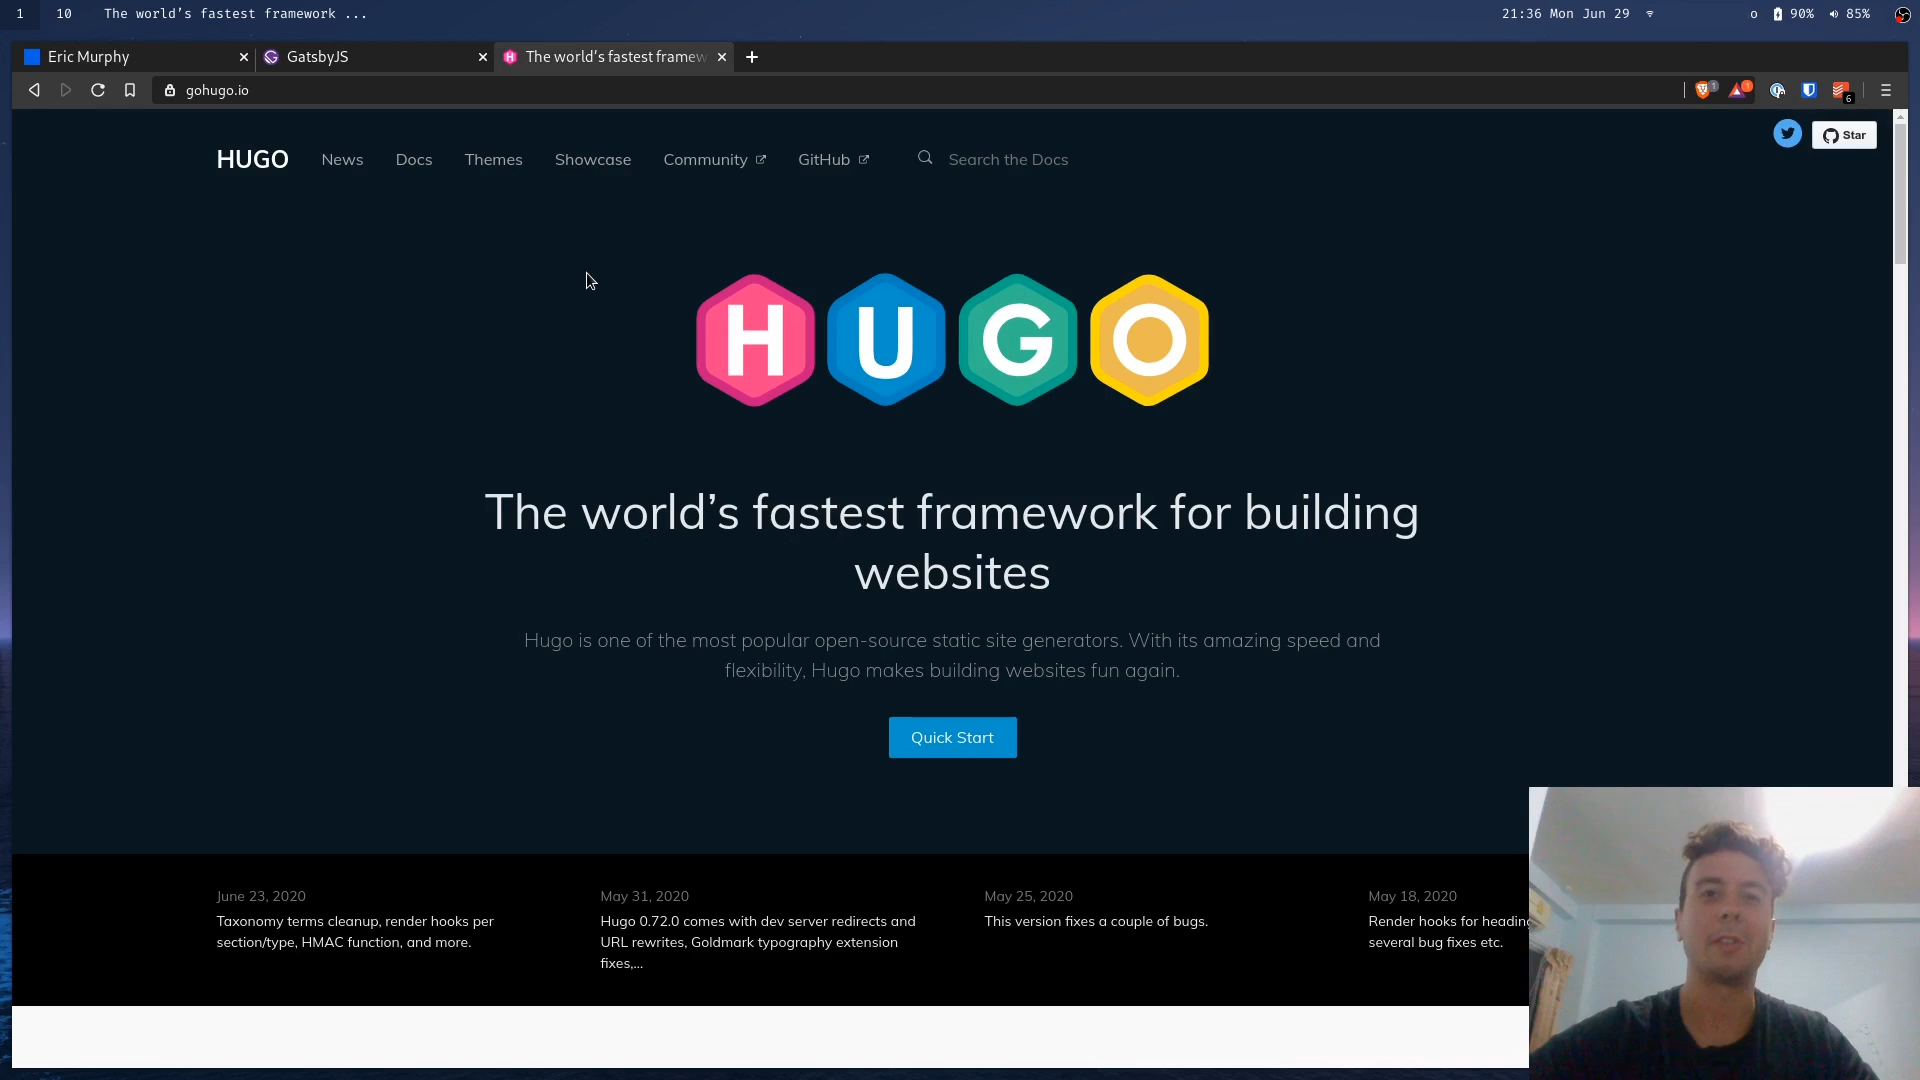 1 10 The world's fastest framework ... 21:36 Mon Jun 29 90% 85%
Eric Murphy GatsbyJS The world's fastest framew
gohugo.io 1 1 6
Star
HUGO News Docs Themes Showcase Community GitHub Search the Docs
HUGO
The world's fastest framework for building
websites
Hugo is one of the most popular open-source static site generators. With its amazing speed and
flexibility, Hugo makes building websites fun again.
Quick Start
June 23, 2020
Taxonomy terms cleanup, render hooks per
section/type, HMAC function, and more.
May 31, 2020
Hugo 0.72.0 comes with dev server redirects and
URL rewrites, Goldmark typography extension
fixes,...
May 25, 2020
This version fixes a couple of bugs.
May 18, 2020
Render hooks for heading
several bug fixes etc.